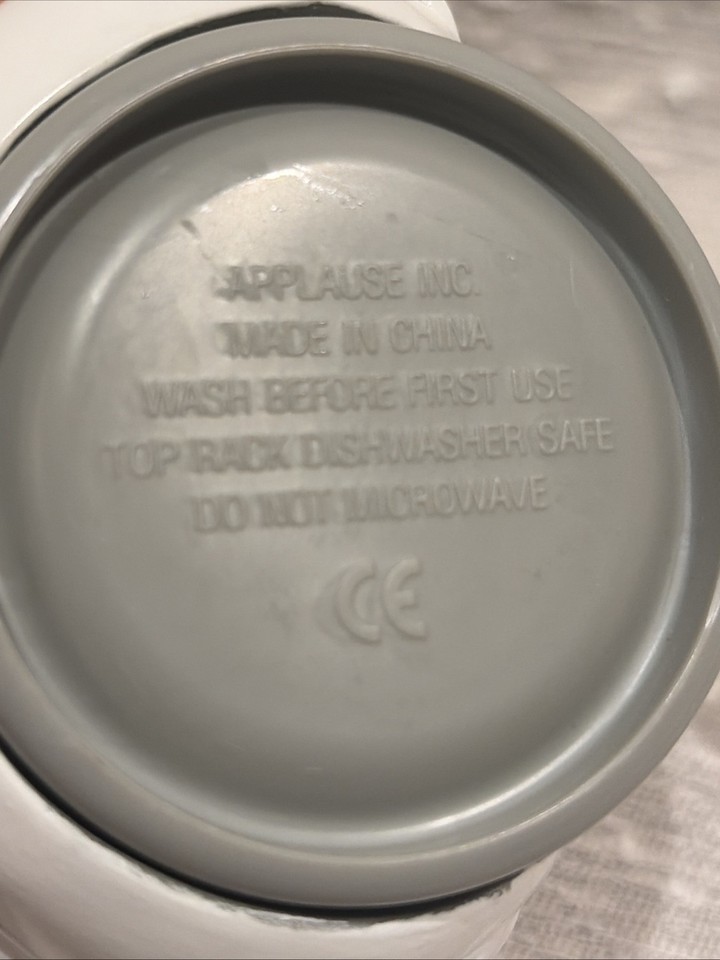 APPLAUSE INC.
MADE IN CHINA
WASH BEFORE FIRST USE
TOP RACK DISHWASHER SAFE
DO NOT MICROWAVE
CE